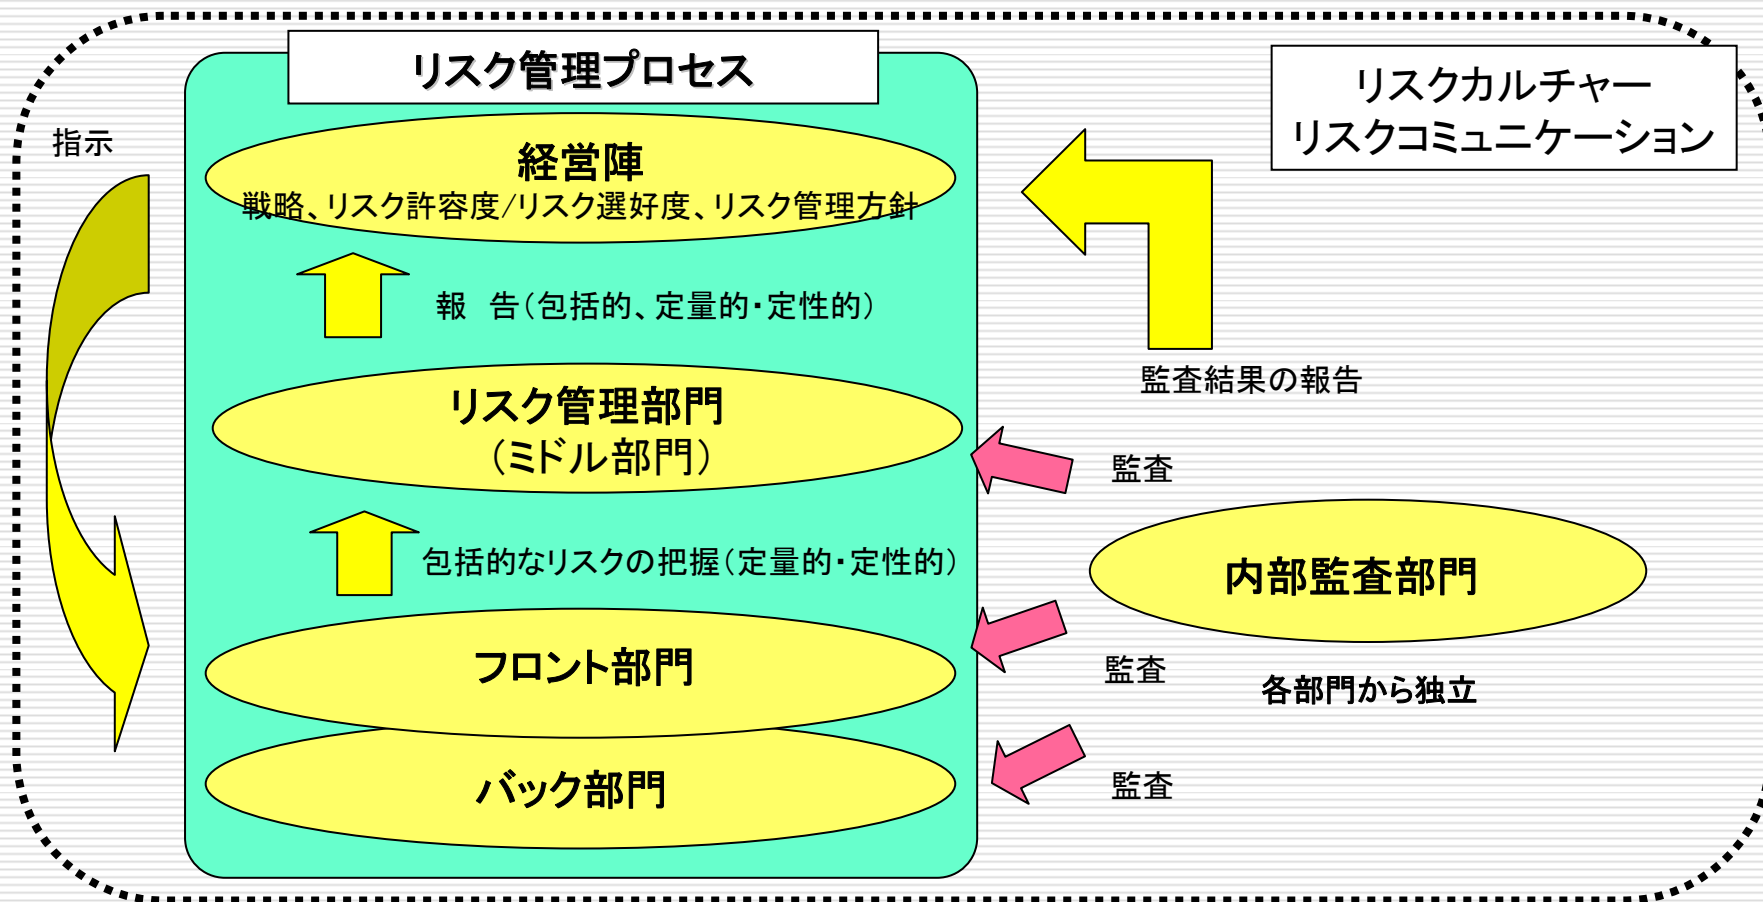 リスク管理プロセス
リスクカルチャー
リスクコミュニケーション
指示
経営陣
戦略、リスク許容度/リスク選好度、リスク管理方針
報　告（包括的、定量的・定性的）
監査結果の報告
リスク管理部門
（ミドル部門）
監査
包括的なリスクの把握（定量的・定性的）
内部監査部門
フロント部門
監査
各部門から独立
バック部門
監査